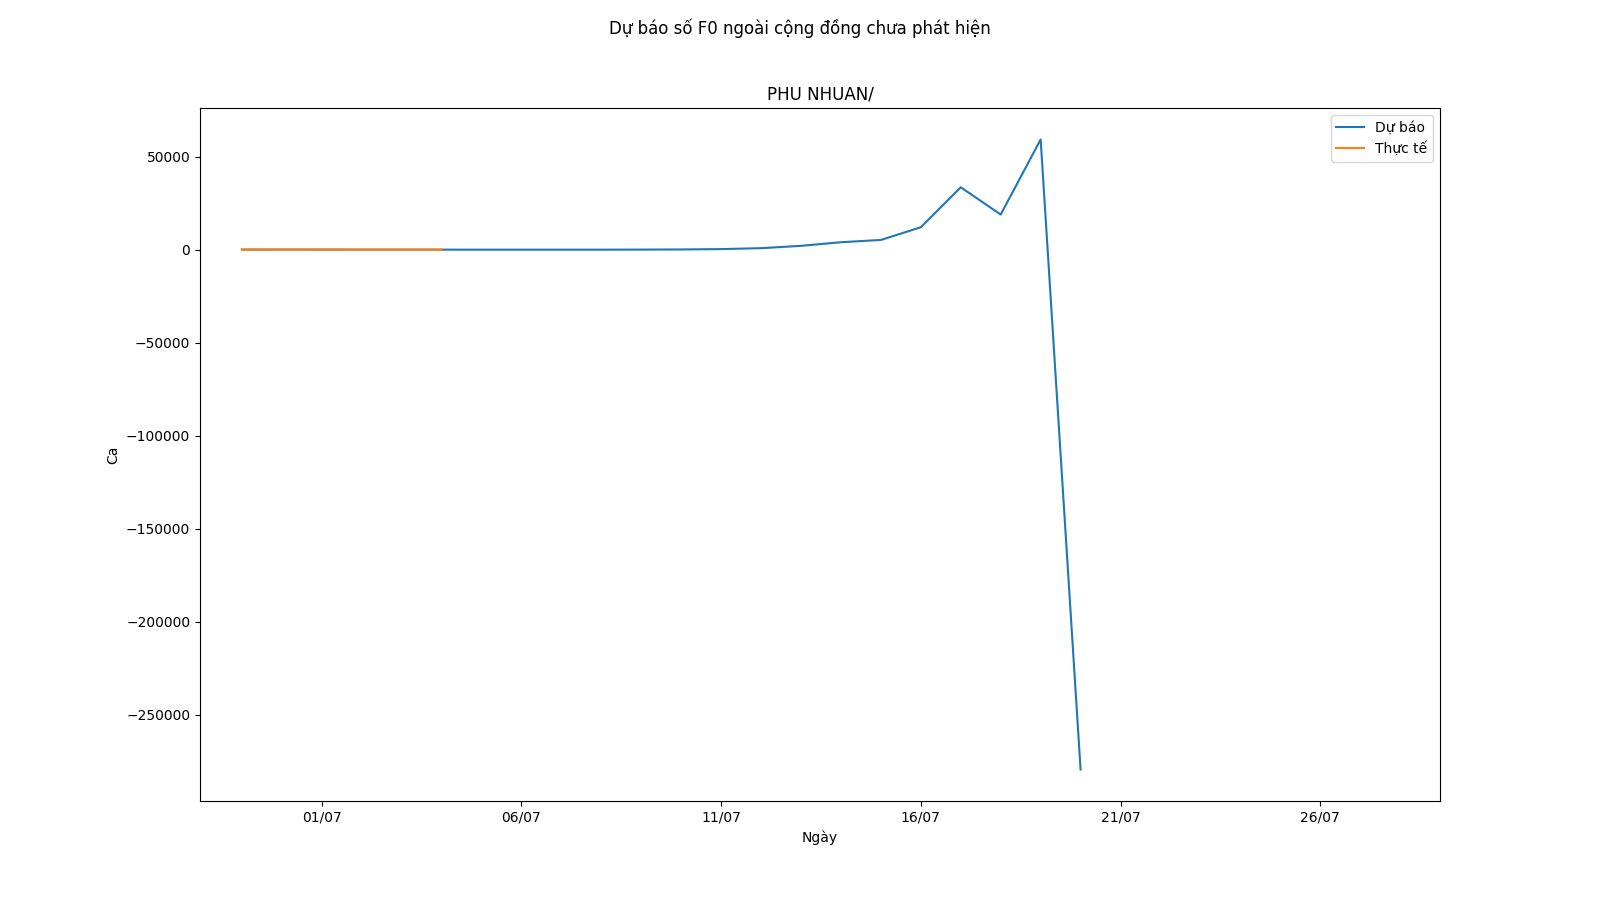 Dự báo số F0 ngoài cộng đồng chưa phát hiện
PHU NHUAN/
Dự báo
Thực tế
50000
0
−50000
−100000
−150000
−200000
−250000
Ca
01/07
06/07
11/07
16/07
21/07
26/07
Ngày